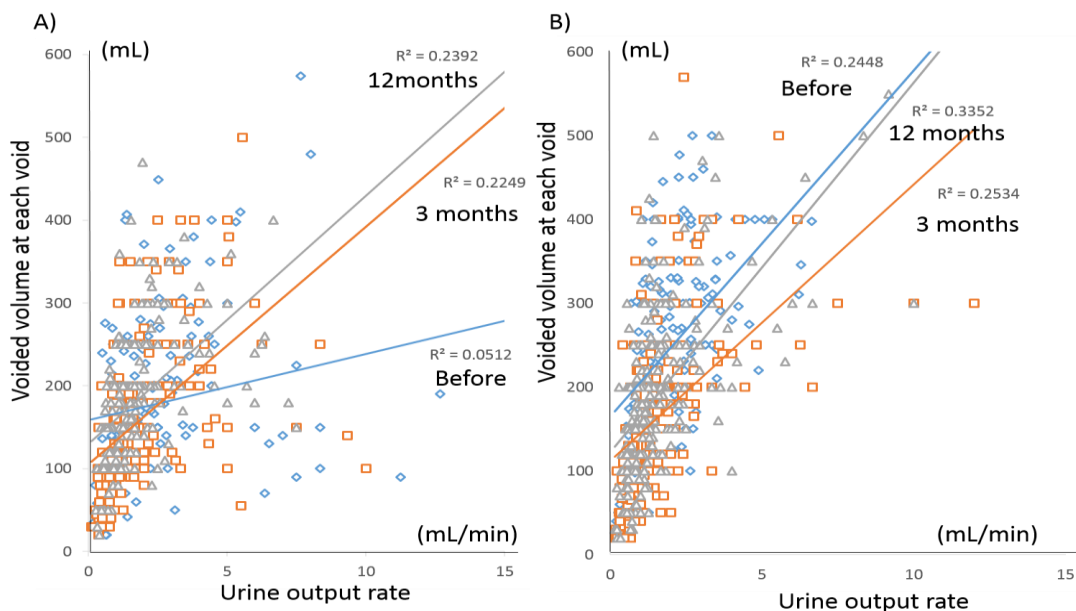 A)
(mL)
600
500
400
300
200
100
0
0
5
10
15
Voided volume at each void
Urine output rate
(mL/min)
R² = 0.2392
12months
R² = 0.2249
3 months
R² = 0.0512
Before
B)
(mL)
600
500
400
300
200
100
0
0
5
10
15
Voided volume at each void
Urine output rate
(mL/min)
R² = 0.2448
Before
R² = 0.3352
12 months
R² = 0.2534
3 months